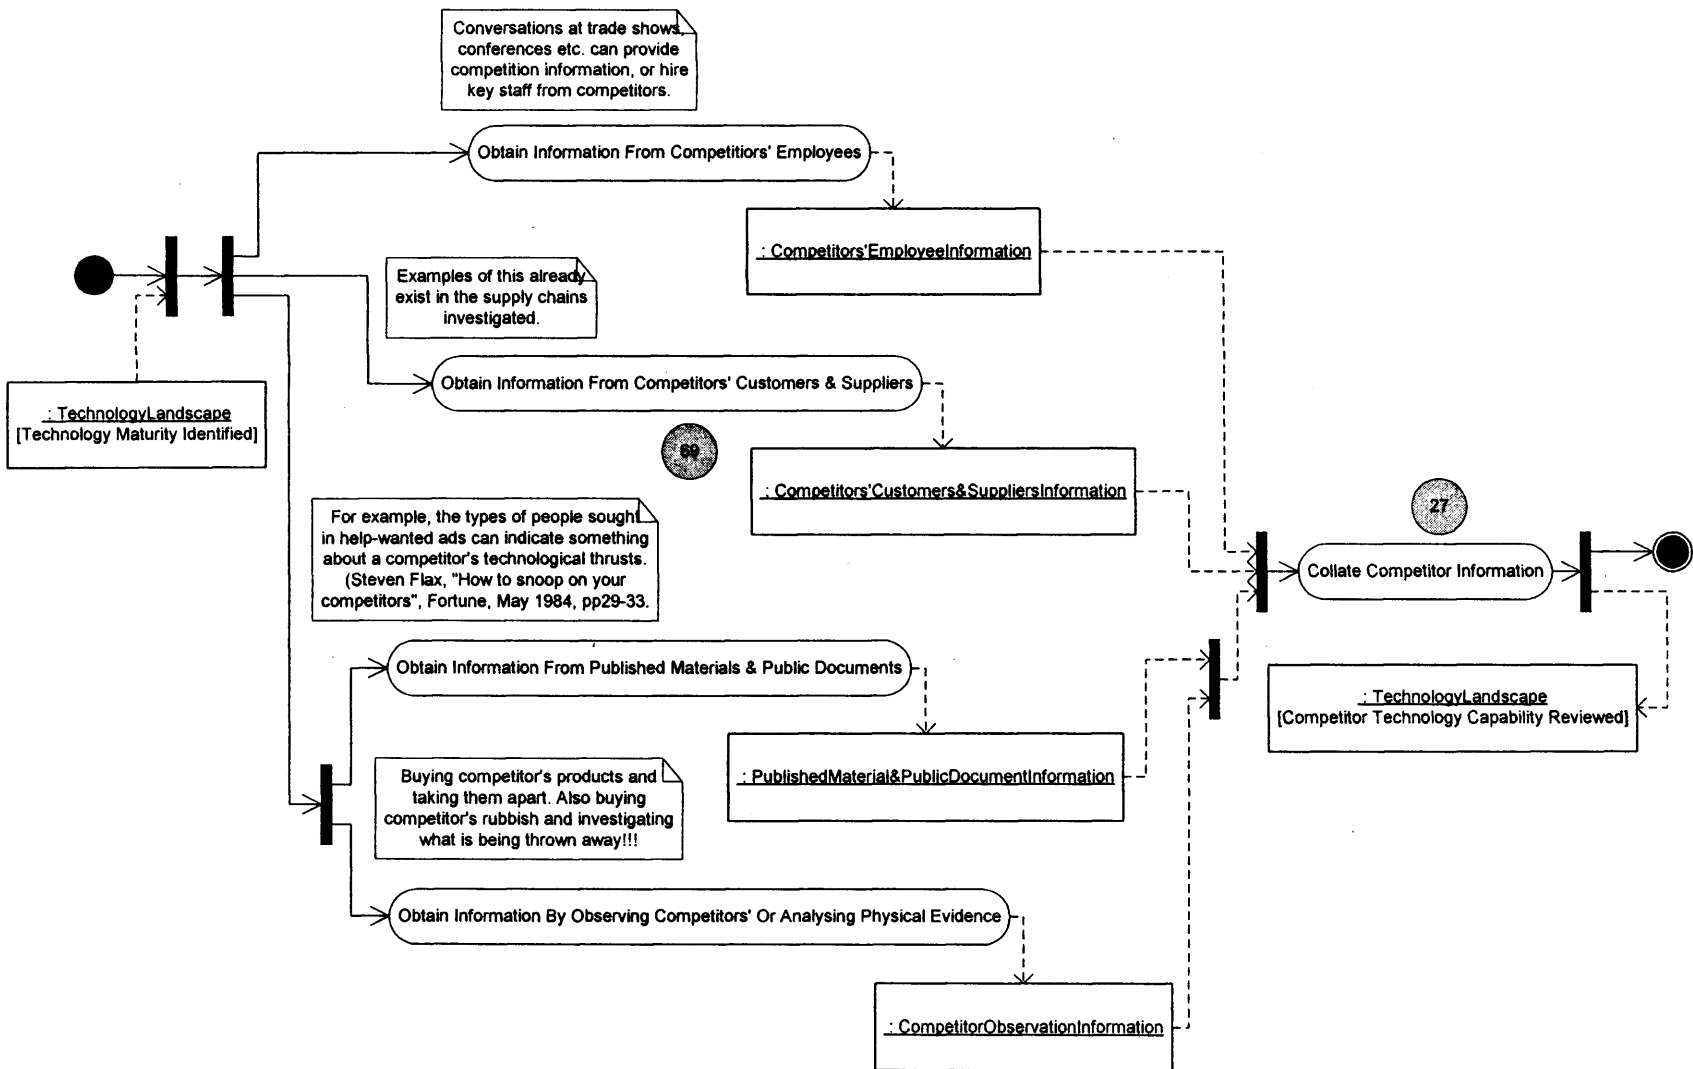 Conversations at trade shows,
conferences etc. can provide
competition information, or hire
key staff from competitors.
Obtain Information From Competitiors' Employees
: Competitors'EmployeeInformation
Examples of this already
exist in the supply chains
investigated.
Obtain Information From Competitors' Customers & Suppliers
: TechnologyLandscape
[Technology Maturity Identified]
69
: Competitors'Customers&SuppliersInformation
For example, the types of people sought
in help-wanted ads can indicate something
about a competitor's technological thrusts.
(Steven Flax, "How to snoop on your
competitors", Fortune, May 1984, pp29-33.
27
Collate Competitor Information
Obtain Information From Published Materials & Public Documents
: TechnologyLandscape
[Competitor Technology Capability Reviewed]
: PublishedMaterial&PublicDocumentInformation
Buying competitor's products and
taking them apart. Also buying
competitor's rubbish and investigating
what is being thrown away!!!
Obtain Information By Observing Competitors' Or Analysing Physical Evidence
: CompetitorObservationInformation